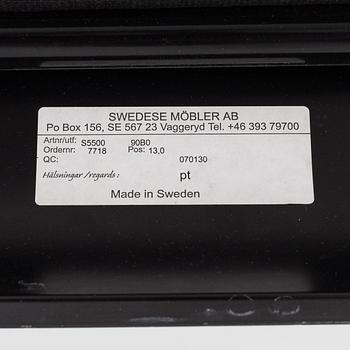 SWEDESE MÖBLER AB
Po Box 156, SE 567 23 Vaggeryd Tel. +46 393 79700
Artnr/utf: S5500 90B0
Ordernr: 7718 Pos: 13,0
QC: 070130
Hälsningar /regards : pt
Made in Sweden